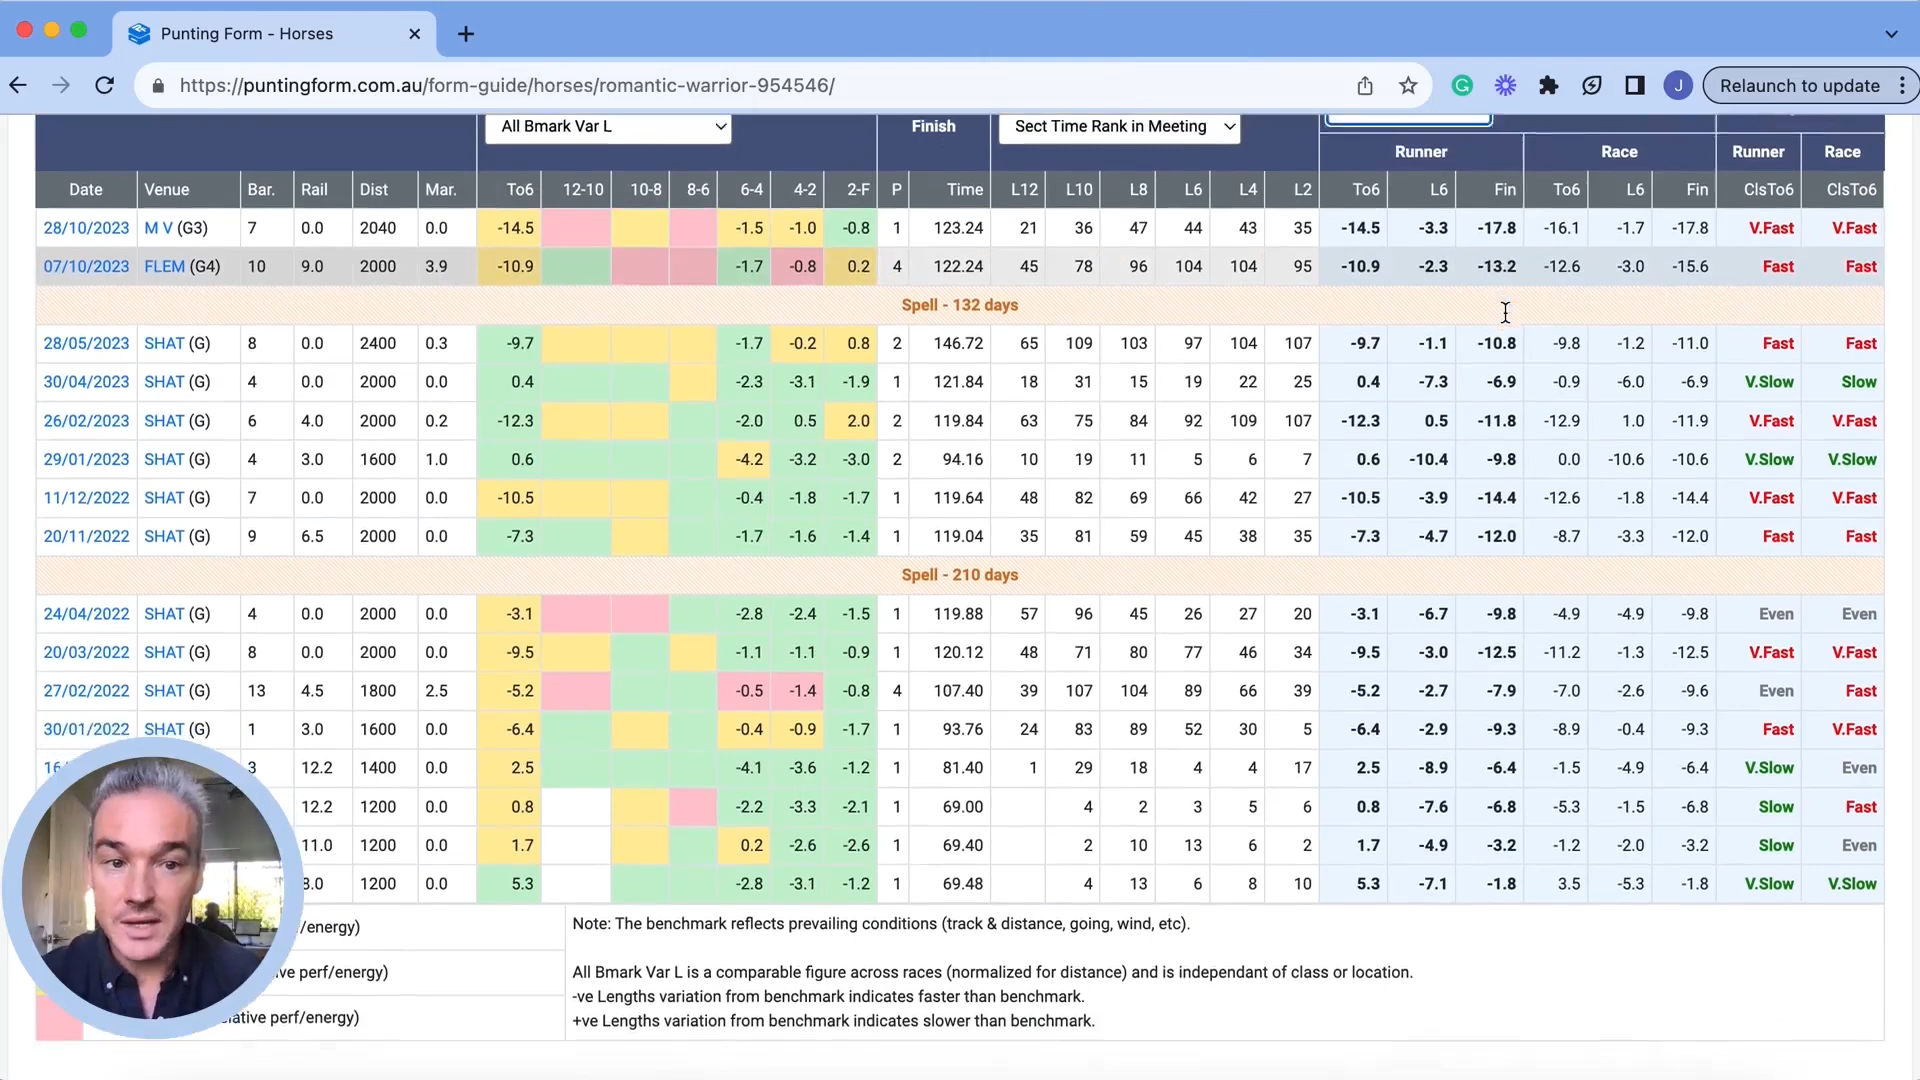 Punting Form - Horses
https://puntingform.com.au/form-guide/horses/romantic-warrior-954546/
J
Relaunch to update
All Bmark Var L Finish Sect Time Rank in Meeting
Runner Race Runner Race
Date Venue Bar. Rail Dist Mar. To6 12-10 10-8 8-6 6-4 4-2 2-F P Time L12 L10 L8 L6 L4 L2 To6 L6 Fin To6 L6 Fin ClsTo6 ClsTo6
28/10/2023 M V (G3) 7 0.0 2040 0.0 -14.5 -1.5 -1.0 -0.8 1 123.24 21 36 47 44 43 35 -14.5 -3.3 -17.8 -16.1 -1.7 -17.8 V.Fast V.Fast
07/10/2023 FLEM (G4) 10 9.0 2000 3.9 -10.9 -1.7 -0.8 0.2 4 122.24 45 78 96 104 104 95 -10.9 -2.3 -13.2 -12.6 -3.0 -15.6 Fast Fast
Spell - 132 days
28/05/2023 SHAT (G) 8 0.0 2400 0.3 -9.7 -1.7 -0.2 0.8 2 146.72 65 109 103 97 104 107 -9.7 -1.1 -10.8 -9.8 -1.2 -11.0 Fast Fast
30/04/2023 SHAT (G) 4 0.0 2000 0.0 0.4 -2.3 -3.1 -1.9 1 121.84 18 31 15 19 22 25 0.4 -7.3 -6.9 -0.9 -6.0 -6.9 V.Slow Slow
26/02/2023 SHAT (G) 6 4.0 2000 0.2 -12.3 -2.0 0.5 2.0 2 119.84 63 75 84 92 109 107 -12.3 0.5 -11.8 -12.9 1.0 -11.9 V.Fast V.Fast
29/01/2023 SHAT (G) 4 3.0 1600 1.0 0.6 -4.2 -3.2 -3.0 2 94.16 10 19 11 5 6 7 0.6 -10.4 -9.8 0.0 -10.6 -10.6 V.Slow V.Slow
11/12/2022 SHAT (G) 7 0.0 2000 0.0 -10.5 -0.4 -1.8 -1.7 1 119.64 48 82 69 66 42 27 -10.5 -3.9 -14.4 -12.6 -1.8 -14.4 V.Fast V.Fast
20/11/2022 SHAT (G) 9 6.5 2000 0.0 -7.3 -1.7 -1.6 -1.4 1 119.04 35 81 59 45 38 35 -7.3 -4.7 -12.0 -8.7 -3.3 -12.0 Fast Fast
Spell - 210 days
24/04/2022 SHAT (G) 4 0.0 2000 0.0 -3.1 -2.8 -2.4 -1.5 1 119.88 57 96 45 26 27 20 -3.1 -6.7 -9.8 -4.9 -4.9 -9.8 Even Even
20/03/2022 SHAT (G) 8 0.0 2000 0.0 -9.5 -1.1 -1.1 -0.9 1 120.12 48 71 80 77 46 34 -9.5 -3.0 -12.5 -11.2 -1.3 -12.5 V.Fast V.Fast
27/02/2022 SHAT (G) 13 4.5 1800 2.5 -5.2 -0.5 -1.4 -0.8 4 107.40 39 107 104 89 66 39 -5.2 -2.7 -7.9 -7.0 -2.6 -9.6 Even Fast
30/01/2022 SHAT (G) 1 3.0 1600 0.0 -6.4 -0.4 -0.9 -1.7 1 93.76 24 83 89 52 30 5 -6.4 -2.9 -9.3 -8.9 -0.4 -9.3 Fast V.Fast
16/ 3 12.2 1400 0.0 2.5 -4.1 -3.6 -1.2 1 81.40 1 29 18 4 4 17 2.5 -8.9 -6.4 -1.5 -4.9 -6.4 V.Slow Even
12.2 1200 0.0 0.8 -2.2 -3.3 -2.1 1 69.00 4 2 3 5 6 0.8 -7.6 -6.8 -5.3 -1.5 -6.8 Slow Fast
11.0 1200 0.0 1.7 0.2 -2.6 -2.6 1 69.40 2 10 13 6 2 1.7 -4.9 -3.2 -1.2 -2.0 -3.2 Slow Even
8.0 1200 0.0 5.3 -2.8 -3.1 -1.2 1 69.48 4 13 6 8 10 5.3 -7.1 -1.8 3.5 -5.3 -1.8 V.Slow V.Slow
/energy) Note: The benchmark reflects prevailing conditions (track & distance, going, wind, etc).
ive perf/energy) All Bmark Var L is a comparable figure across races (normalized for distance) and is independant of class or location.
-ve Lengths variation from benchmark indicates faster than benchmark.
elative perf/energy) +ve Lengths variation from benchmark indicates slower than benchmark.